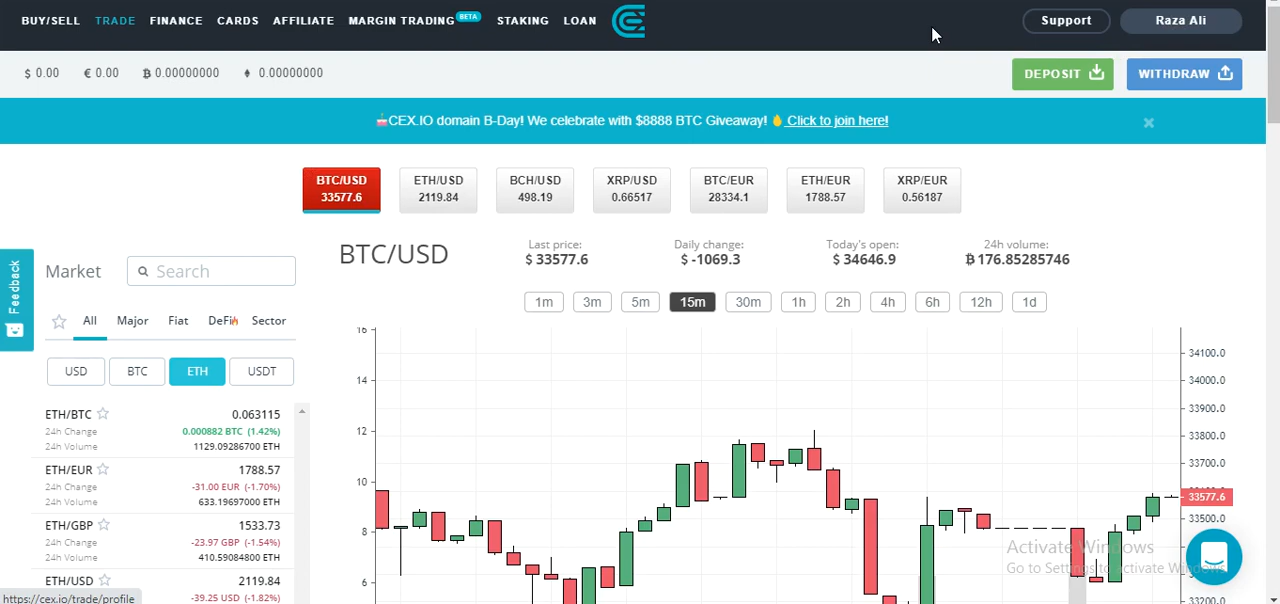 BUY/SELL TRADE FINANCE CARDS AFFILIATE MARGIN TRADING BETA STAKING LOAN Support Raza Ali
$ 0.00 € 0.00 ₿ 0.00000000 ♦ 0.00000000 DEPOSIT WITHDRAW
CEX.IO domain B-Day! We celebrate with $8888 BTC Giveaway! Click to join here! ×
BTC/USD ETH/USD BCH/USD XRP/USD BTC/EUR ETH/EUR XRP/EUR
33577.6 2119.84 498.19 0.66517 28334.1 1788.57 0.56187
Feedback
Market Search
All Major Fiat DeFi Sector
USD BTC ETH USDT
ETH/BTC 0.063115
24h Change 0.000882 BTC (1.42%)
24h Volume 1129.09286700 ETH
ETH/EUR 1788.57
24h Change -31.00 EUR (-1.70%)
24h Volume 633.19697000 ETH
ETH/GBP 1533.73
24h Change -23.97 GBP (-1.54%)
24h Volume 410.59084800 ETH
ETH/USD 2119.84
-39.25 USD (-1.82%)
BTC/USD
Last price: Daily change: Today's open: 24h volume:
$ 33577.6 $ -1069.3 $ 34646.9 ₿ 176.85285746
1m 3m 5m 15m 30m 1h 2h 4h 6h 12h 1d
16
14
12
10
8
6
34100.0
34000.0
33900.0
33800.0
33700.0
33577.6
33500.0
33200.0
Activate Windows
Go to Settings to activate Windows.
https://cex.io/trade/profile